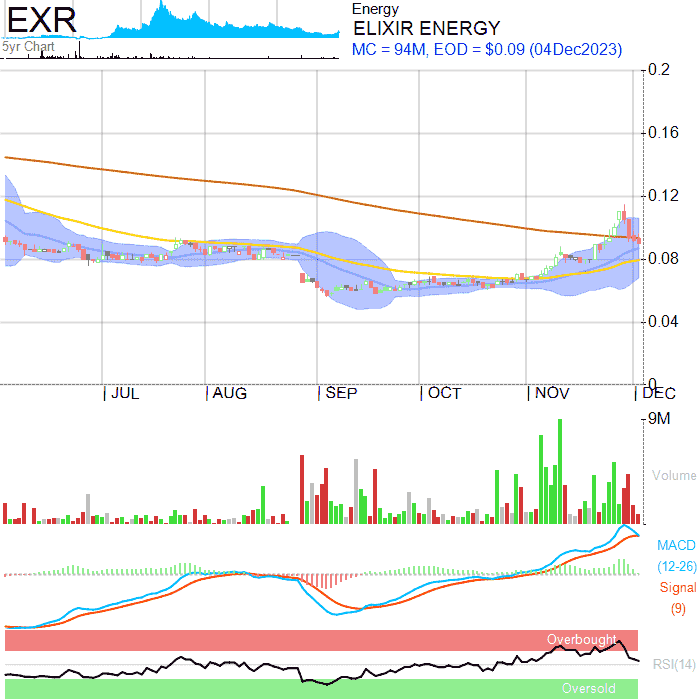 EXR
5yr Chart
Energy
ELIXIR ENERGY
MC = 94M, EOD = $0.09 (04Dec2023)
0.2
0.16
0.12
0.08
0.04
0
JUL AUG SEP OCT NOV DEC
9M
Volume
MACD
(12-26)
Signal
(9)
Overbought
RSI(14)
Oversold